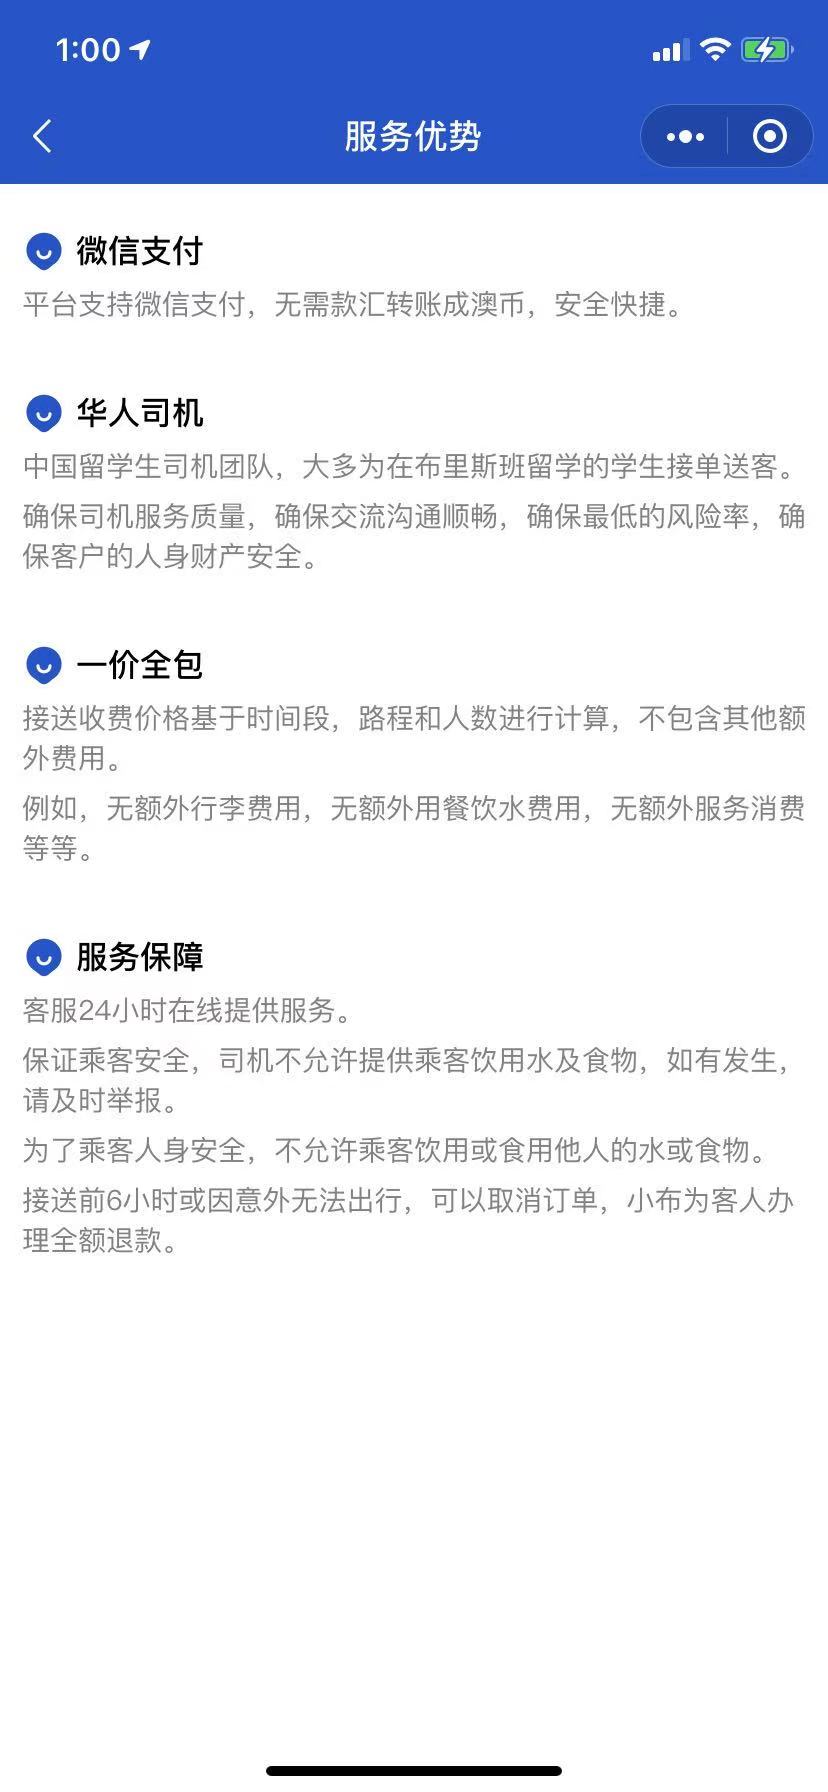 1:00
服务优势
微信支付
平台支持微信支付，无需款汇转账成澳币，安全快捷。
华人司机
中国留学生司机团队，大多为在布里斯班留学的学生接单送客。
确保司机服务质量，确保交流沟通顺畅，确保最低的风险率，确
保客户的人身财产安全。
一价全包
接送收费价格基于时间段，路程和人数进行计算，不包含其他额
外费用。
例如，无额外行李费用，无额外用餐饮水费用，无额外服务消费
等等。
服务保障
客服24小时在线提供服务。
保证乘客安全，司机不允许提供乘客饮用水及食物，如有发生，
请及时举报。
为了乘客人身安全，不允许乘客饮用或食用他人的水或食物。
接送前6小时或因意外无法出行，可以取消订单，小布为客人办
理全额退款。